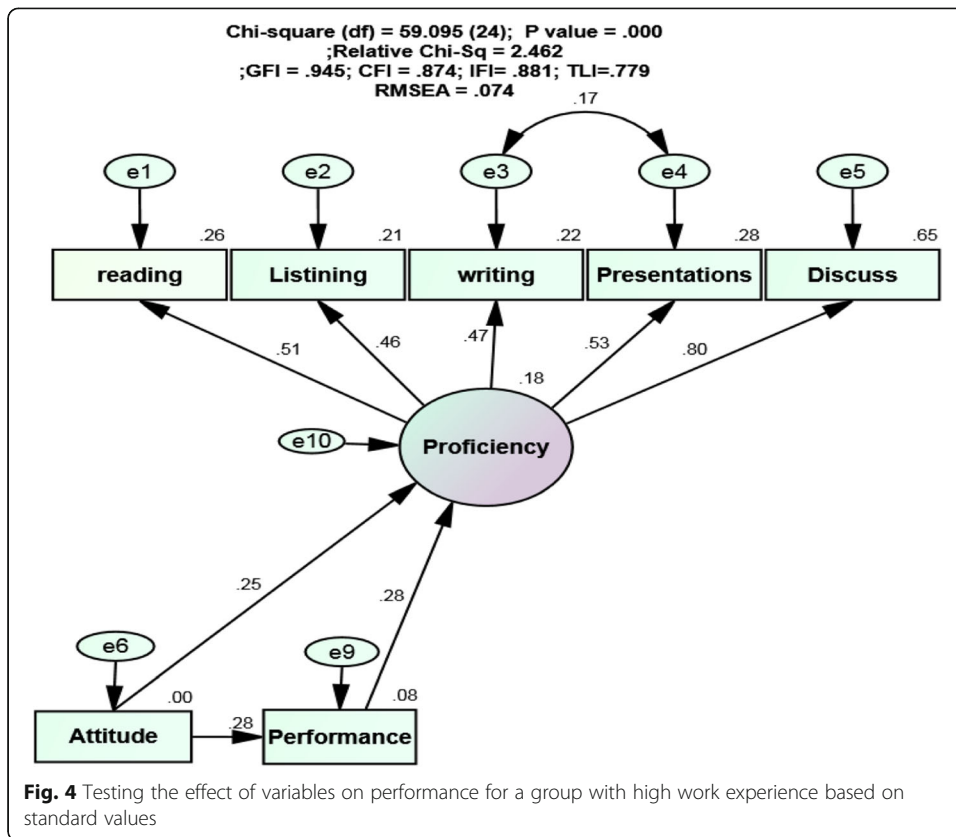 Chi-square (df) = 59.095 (24); P value = .000
;Relative Chi-Sq = 2.462
;GFI = .945; CFI = .874; IFI= .881; TLI=.779
RMSEA = .074
.17
e1
e2
e3
e4
e5
.26
.21
.22
.28
.65
reading
Listining
writing
Presentations
Discuss
.51
.46
.47
.53
.80
.18
e10
Proficiency
.25
.28
e6
e9
.00
.08
Attitude
.28
Performance
Fig. 4 Testing the effect of variables on performance for a group with high work experience based on
standard values